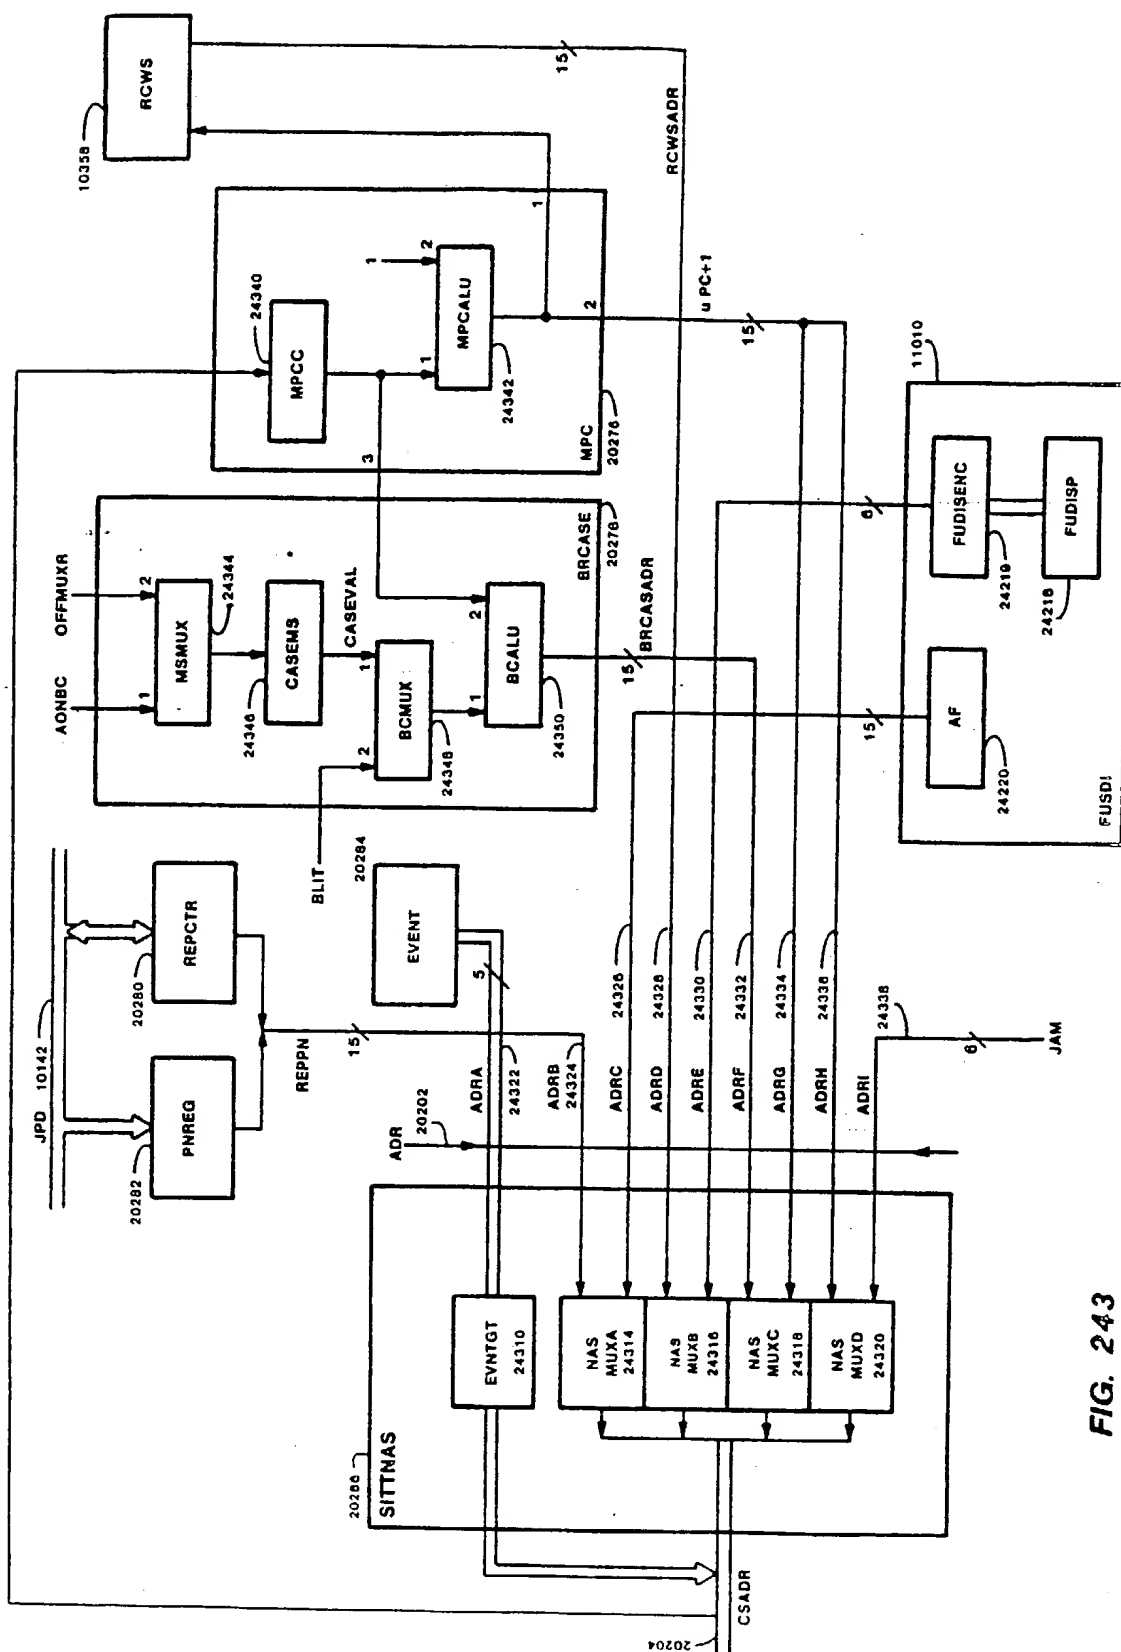 JPD 10142
20282
PNREG
20280
REPCTR
REPPN
15
AONBC
OFFMUXR
1
2
MSMUX
24344
24346
CASEMS
CASEVAL
BLIT
2
1
BCMUX
24348
1
2
BCALU
24350
BRCASE
20278
3
MPCC
24340
1
1
2
MPCALU
24342
MPC
20276
1
2
10358
RCWS
15
RCWSADR
u PC+1
15
BRCASADR
15
20284
EVENT
5
ADRA
24322
ADRB
24324
ADR
20202
ADRC
24326
ADRD
24328
ADRE
24330
ADRF
24332
ADRG
24334
ADRH
24336
ADRI
24338
6
JAM
15
6
11010
FUDISENC
24219
FUDISP
24218
AF
24220
FUSDI
20286
SITTNAS
EVNTGT
24310
NAS
MUXA
24314
NAS
MUXB
24316
NAS
MUXC
24318
NAS
MUXD
24320
CSADR
20204
FIG. 243